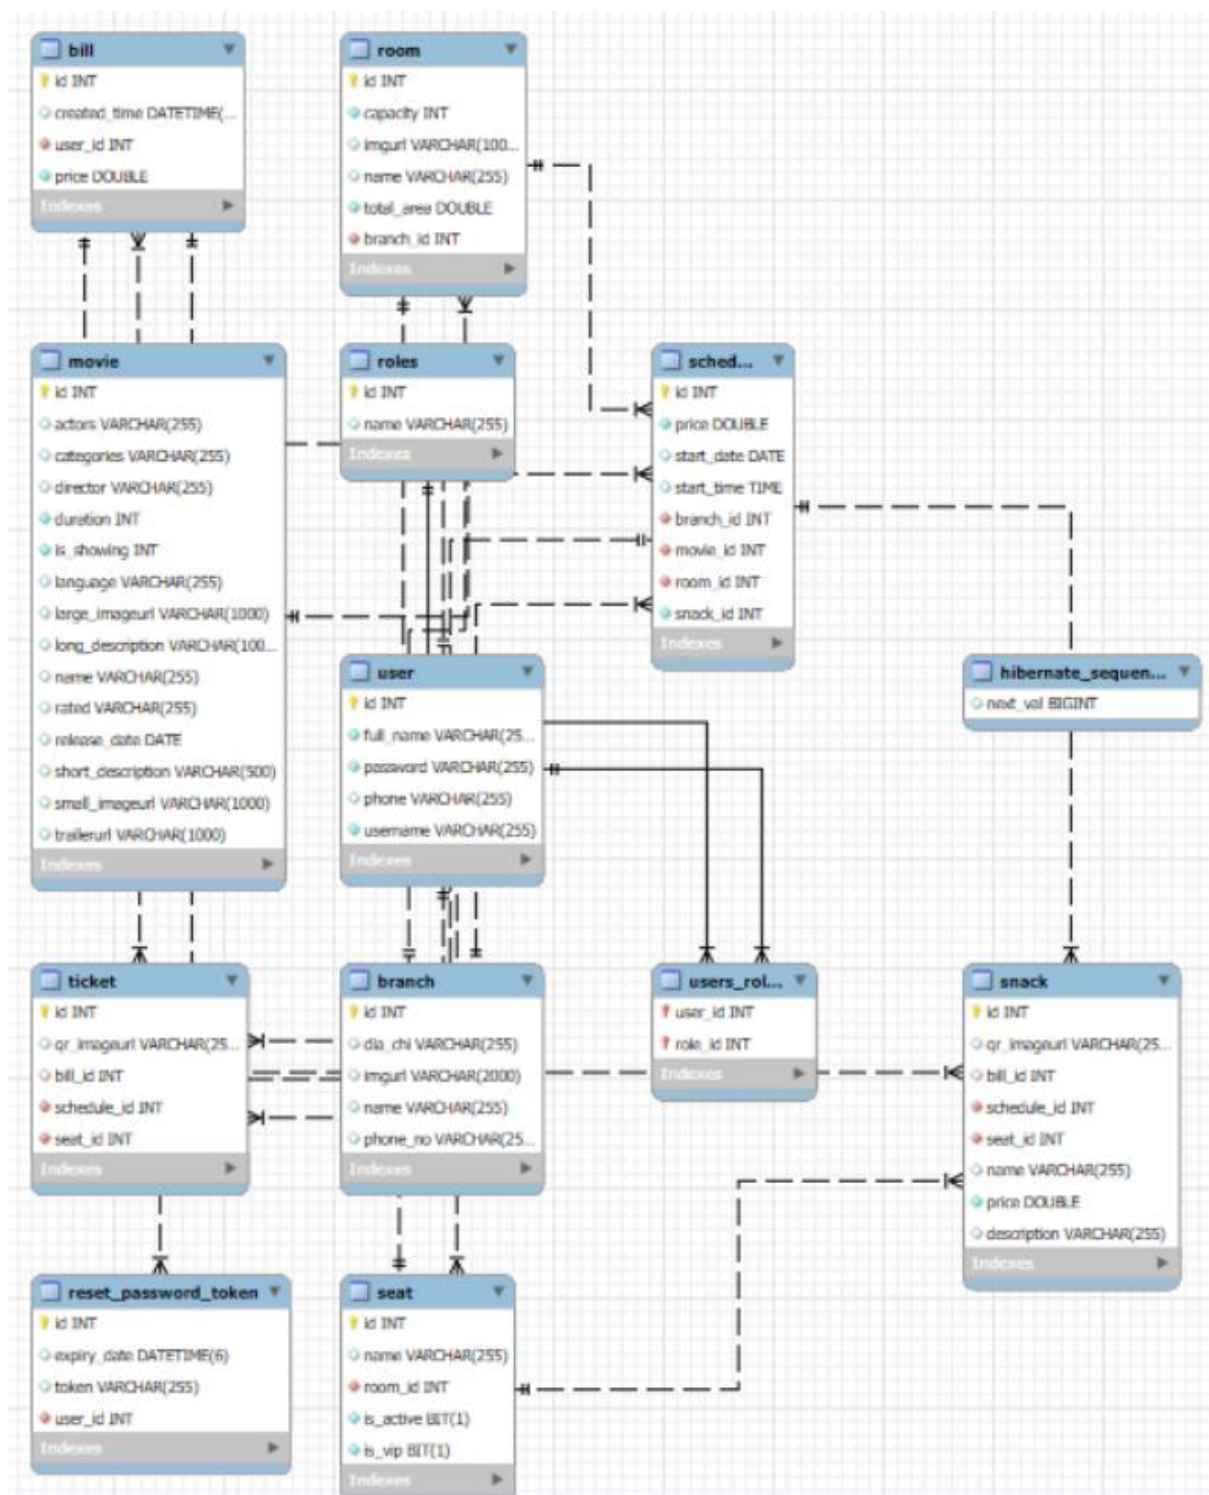 bill
id INT
created_time DATETIME(...
user_id INT
price DOUBLE
Indexes
room
id INT
capacity INT
imgurl VARCHAR(100...
name VARCHAR(255)
total_area DOUBLE
branch_id INT
Indexes
movie
id INT
actors VARCHAR(255)
categories VARCHAR(255)
director VARCHAR(255)
duration INT
is_showing INT
language VARCHAR(255)
large_imageurl VARCHAR(1000)
long_description VARCHAR(100...
name VARCHAR(255)
rated VARCHAR(255)
release_date DATE
short_description VARCHAR(500)
small_imageurl VARCHAR(1000)
trailerurl VARCHAR(1000)
Indexes
roles
id INT
name VARCHAR(255)
Indexes
sched...
id INT
price DOUBLE
start_date DATE
start_time TIME
branch_id INT
movie_id INT
room_id INT
snack_id INT
Indexes
user
id INT
full_name VARCHAR(25...
password VARCHAR(255)
phone VARCHAR(255)
username VARCHAR(255)
Indexes
hibernate_sequen...
next_val BIGINT
ticket
id INT
qr_imageurl VARCHAR(25...
bill_id INT
schedule_id INT
seat_id INT
Indexes
branch
id INT
dia_chi VARCHAR(255)
imgurl VARCHAR(2000)
name VARCHAR(255)
phone_no VARCHAR(25...
Indexes
users_rol...
user_id INT
role_id INT
Indexes
snack
id INT
qr_imageurl VARCHAR(25...
bill_id INT
schedule_id INT
seat_id INT
name VARCHAR(255)
price DOUBLE
description VARCHAR(255)
Indexes
reset_password_token
id INT
expiry_date DATETIME(6)
token VARCHAR(255)
user_id INT
Indexes
seat
id INT
name VARCHAR(255)
room_id INT
is_active BIT(1)
is_vip BIT(1)
Indexes